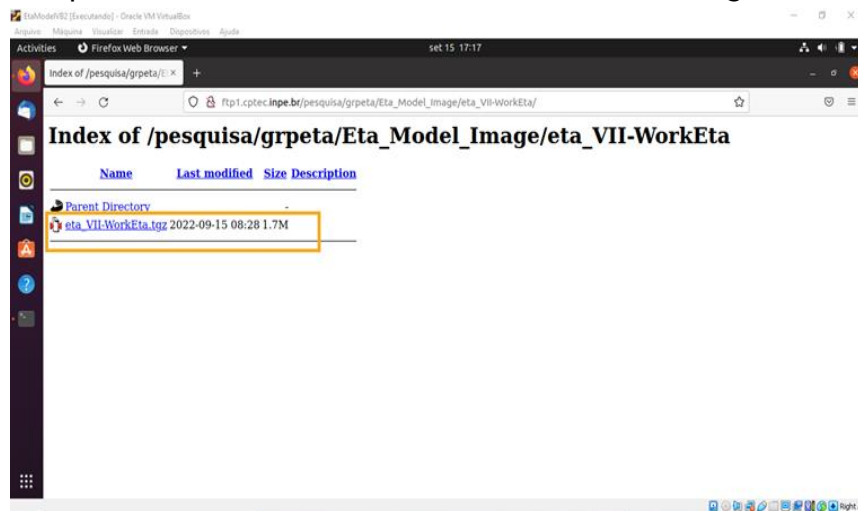 EtaModelVB2 [Executando] - Oracle VM VirtualBox
Arquivo Máquina Visualizar Entrada Dispositivos Ajuda
Activities Firefox Web Browser set 15 17:17
Index of /pesquisa/grpeta/E
ftp1.cptec.inpe.br/pesquisa/grpeta/Eta_Model_Image/eta_VII-WorkEta/
Index of /pesquisa/grpeta/Eta_Model_Image/eta_VII-WorkEta
Name Last modified Size Description
Parent Directory -
eta_VII-WorkEta.tgz 2022-09-15 08:28 1.7M
Right